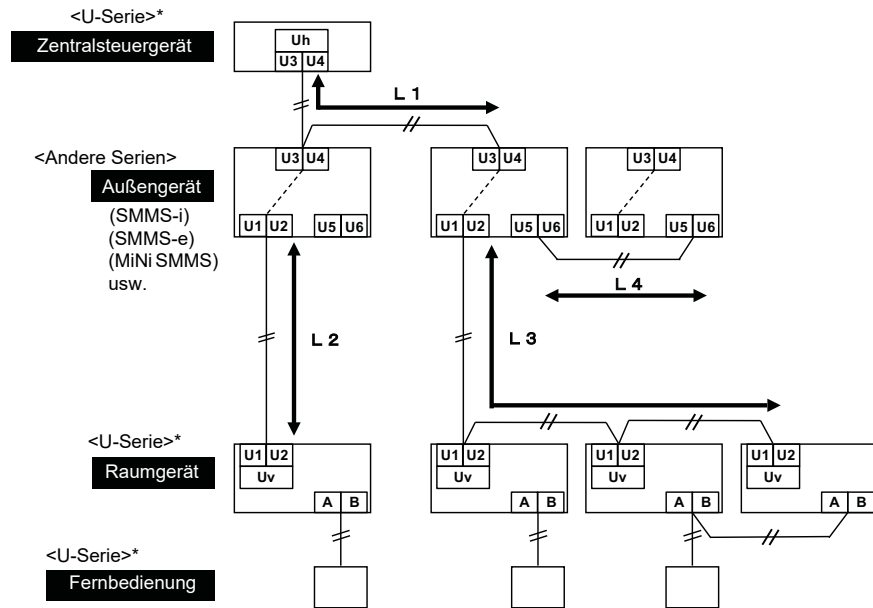 <U-Serie>*
Zentralsteuergerät
Uh
U3 U4
L 1
<Andere Serien>
Außengerät
(SMMS-i)
(SMMS-e)
(MiNi SMMS)
usw.
U3 U4
U3 U4
U3 U4
U1 U2
U5 U6
U1 U2
U5 U6
U1 U2
U5 U6
L 4
L 2
L 3
<U-Serie>*
Raumgerät
U1 U2
U1 U2
U1 U2
U1 U2
Uv
Uv
Uv
Uv
A B
A B
A B
A B
<U-Serie>*
Fernbedienung